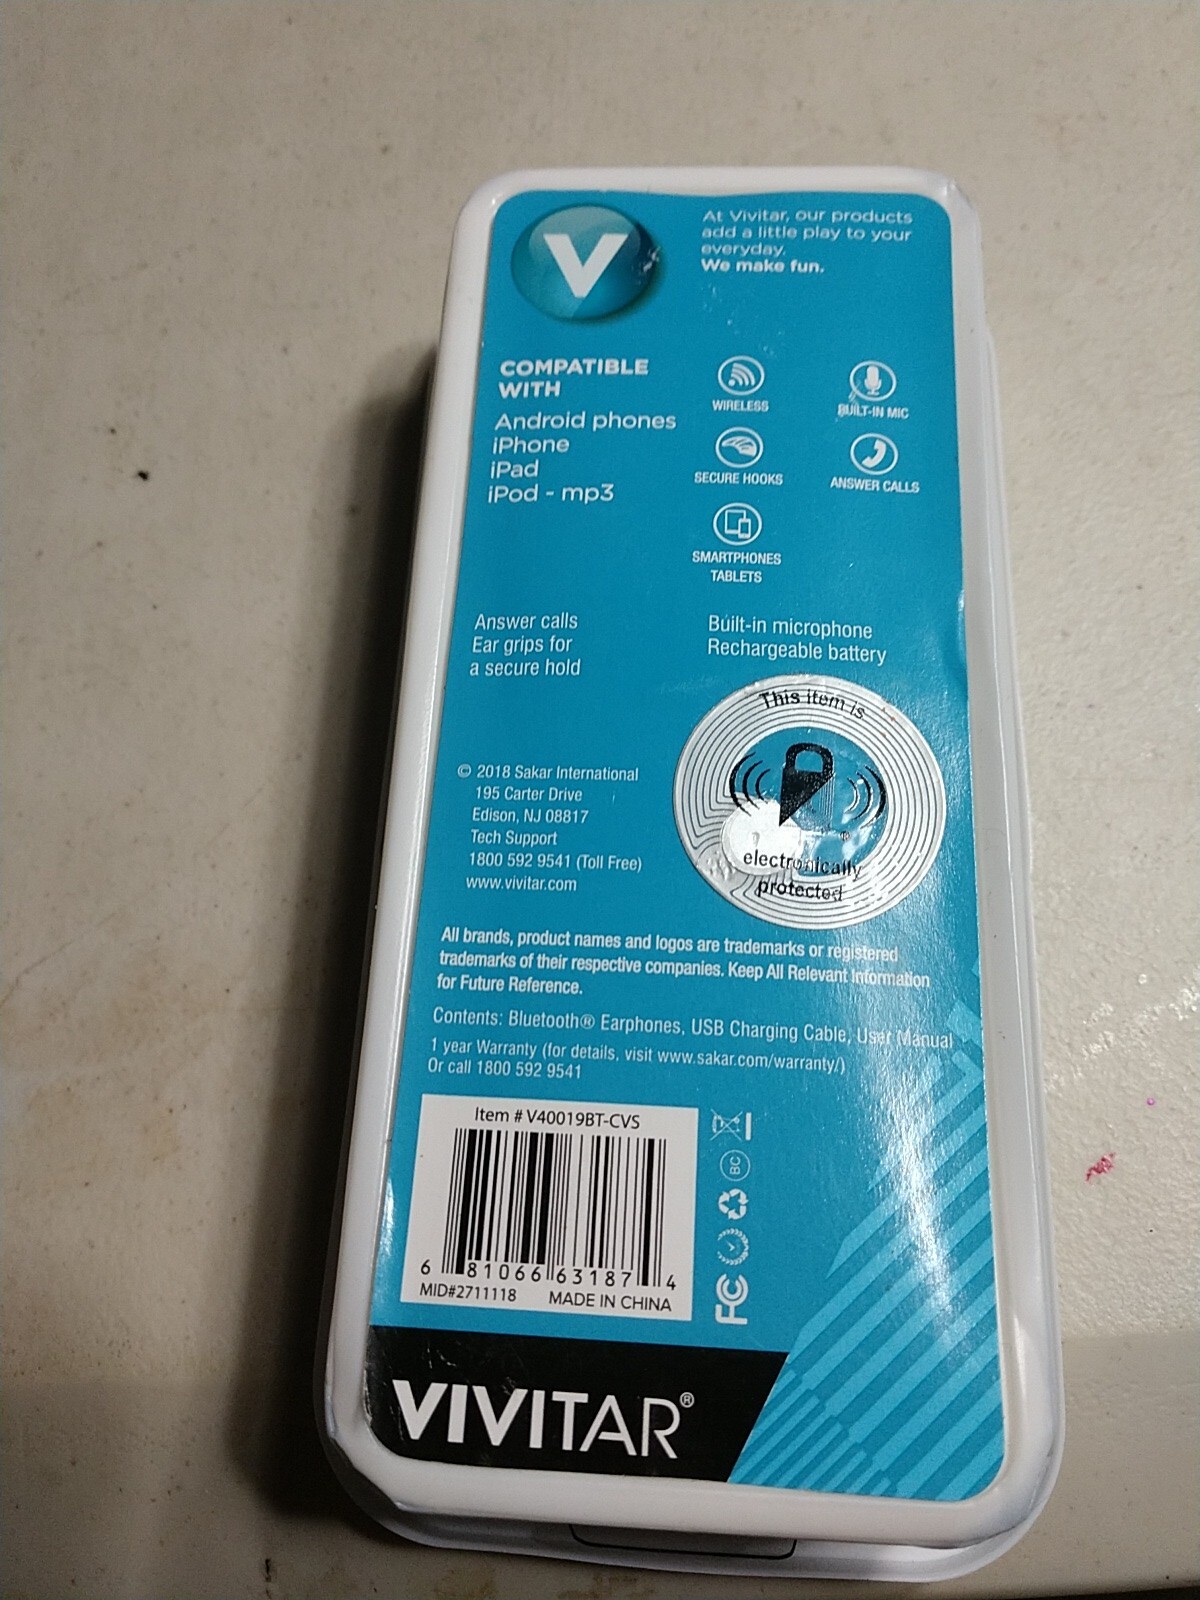 V
At Vivitar, our products
add a little play to your
everyday.
We make fun.
COMPATIBLE
WITH
Android phones
iPhone
iPad
iPod - mp3
WIRELESS
BUILT-IN MIC
SECURE HOOKS
ANSWER CALLS
SMARTPHONES
TABLETS
Answer calls
Ear grips for
a secure hold
Built-in microphone
Rechargeable battery
This item is
electronically
protected
®
© 2018 Sakar International
195 Carter Drive
Edison, NJ 08817
Tech Support
1800 592 9541 (Toll Free)
www.vivitar.com
All brands, product names and logos are trademarks or registered
trademarks of their respective companies. Keep All Relevant Information
for Future Reference.
Contents: Bluetooth® Earphones, USB Charging Cable, User Manual
1 year Warranty (for details, visit www.sakar.com/warranty/)
Or call 1800 592 9541
Item # V40019BT-CVS
6 81066 63187 4
MID#2711118 MADE IN CHINA
BC
FC
VIVITAR®